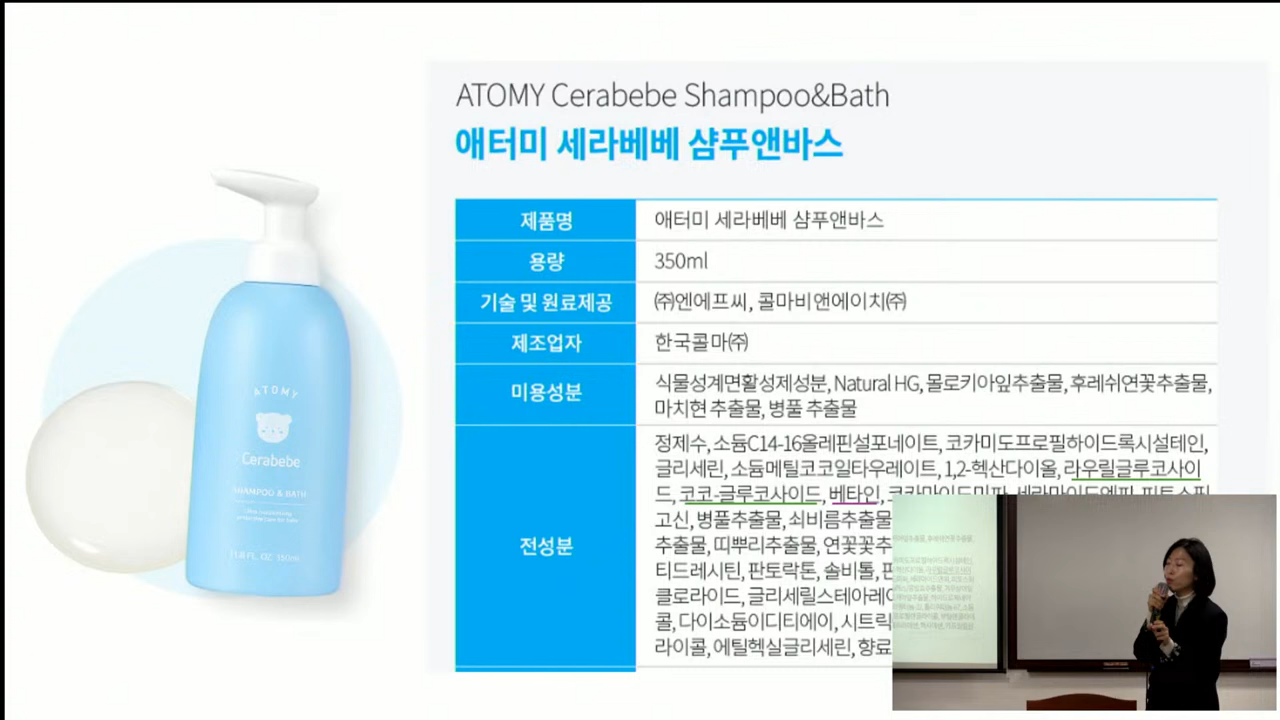 ATOMY Cerabebe Shampoo&Bath
애터미 세라베베 샴푸앤바스
제품명 애터미 세라베베 샴푸앤바스
용량 350ml
기술 및 원료제공 ㈜엔에프씨, 콜마비앤에이치㈜
제조업자 한국콜마㈜
미용성분 식물성계면활성제성분, Natural HG, 몰로키아잎추출물, 후레쉬연꽃추출물,
마치현 추출물, 병풀 추출물
전성분 정제수, 소듐C14-16올레핀설포네이트, 코카미도프로필하이드록시설테인,
글리세린, 소듐메틸코코일타우레이트, 1,2-헥산다이올, 라우릴글루코사이
드, 코코-글루코사이드, 베타인,
고신, 병풀추출물, 쇠비름추출물
추출물, 띠뿌리추출물, 연꽃꽃추
티드레시틴, 판토락톤, 솔비톨,
클로라이드, 글리세릴스테아레이
콜, 다이소듐이디티에이, 시트릭
라이콜, 에틸헥실글리세린, 향료
ATOMY
Cerabebe
SHAMPOO & BATH